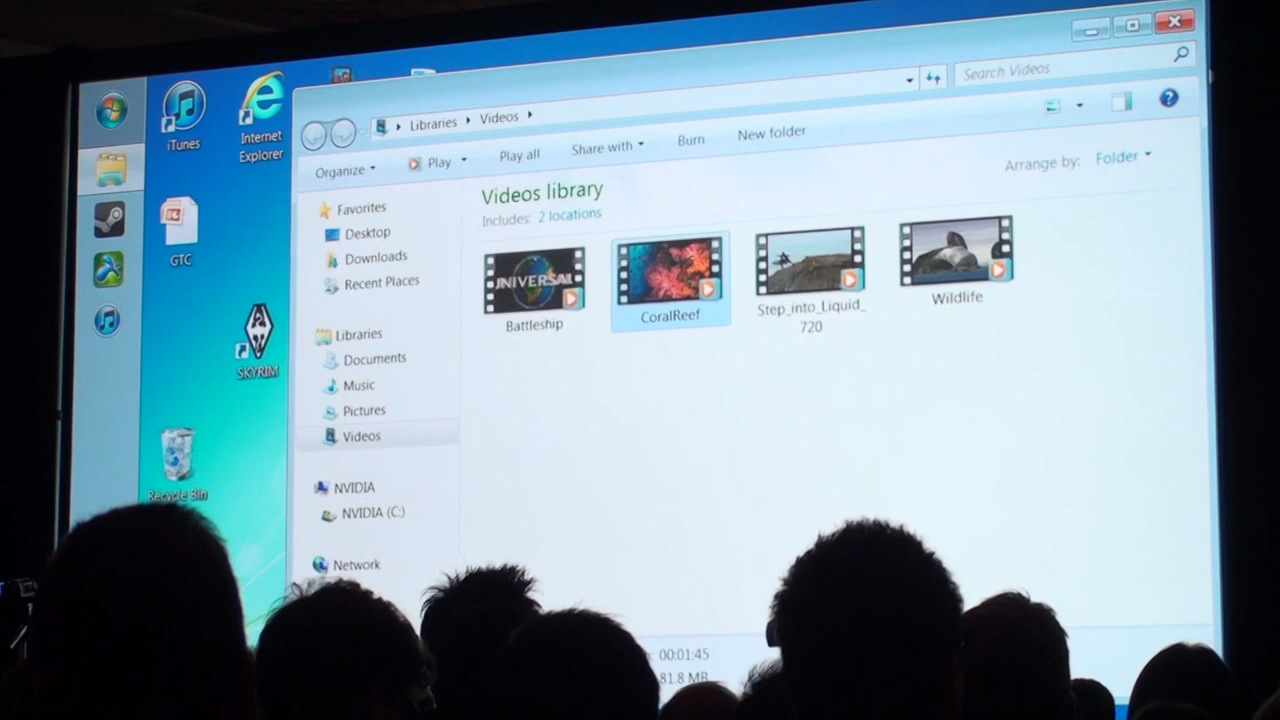 iTunes
Internet
Explorer
GTC
SKYRIM
Recycle Bin
Libraries
Videos
Search Videos
Organize
Play
Play all
Share with
Burn
New folder
Favorites
Desktop
Downloads
Recent Places
Libraries
Documents
Music
Pictures
Videos
NVIDIA
NVIDIA (C:)
Network
Videos library
Includes: 2 locations
Arrange by: Folder
UNIVERSAL
Battleship
CoralReef
Step_into_Liquid_
720
Wildlife
: 00:01:45
81.8 MB